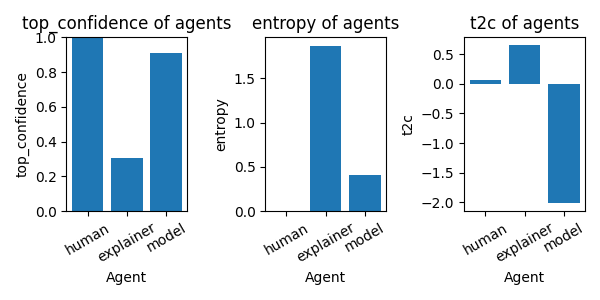 top_confidence of agents
top_confidence
1.0
0.8
0.6
0.4
0.2
0.0
human
explainer
model
Agent
entropy of agents
entropy
1.5
1.0
0.5
0.0
human
explainer
model
Agent
t2c of agents
t2c
0.5
0.0
−0.5
−1.0
−1.5
−2.0
human
explainer
model
Agent